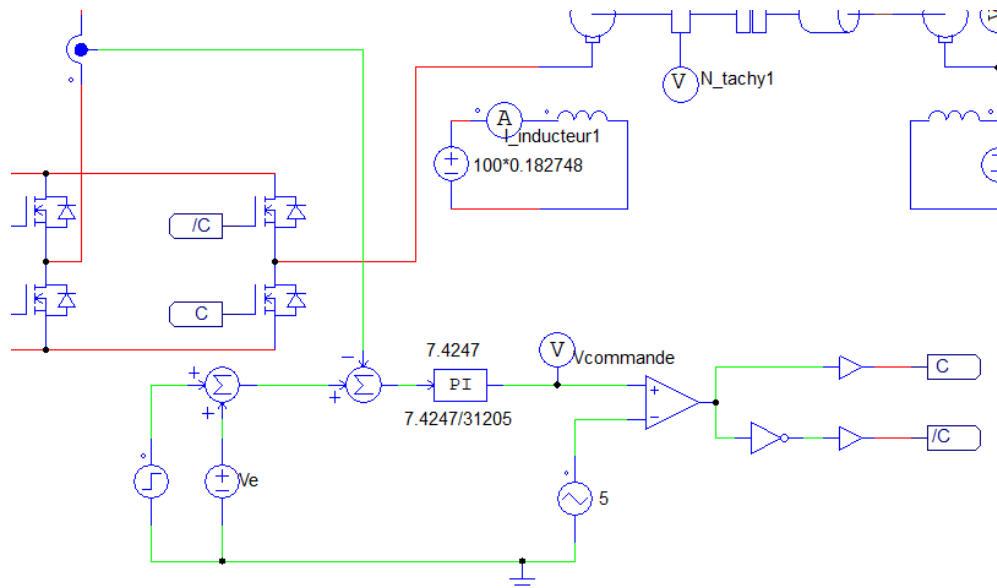 V
N_tachy1
A
I_inducteur1
100*0.182748
/C
C
7.4247
V
Vcommande
PI
C
7.4247/31205
/C
Ve
5